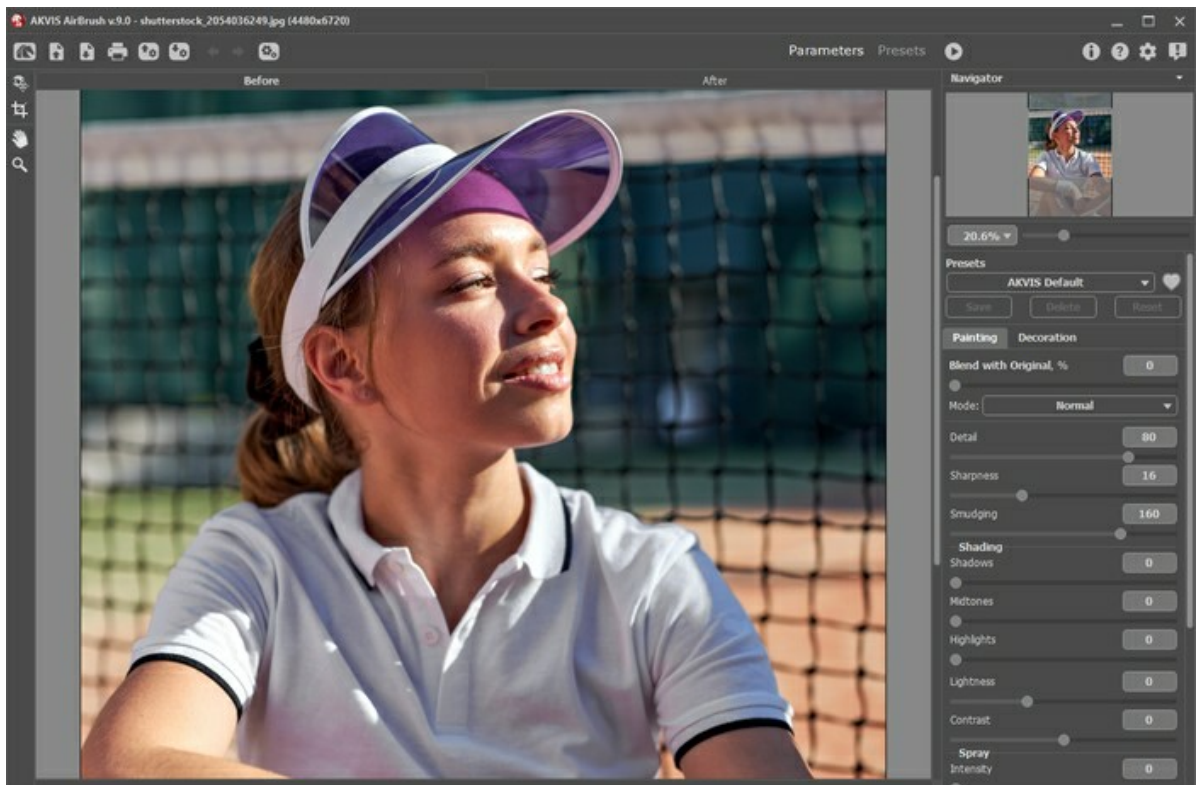 AKVIS AirBrush v.9.0 - shutterstock_2054036249.jpg (4480x6720)
Parameters Presets
Before After
Navigator
20.6%
Presets
AKVIS Default
Save Delete Reset
Painting Decoration
Blend with Original, % 0
Mode: Normal
Detail 80
Sharpness 16
Smudging 160
Shading
Shadows 0
Midtones 0
Highlights 0
Lightness 0
Contrast 0
Spray
Intensity 0